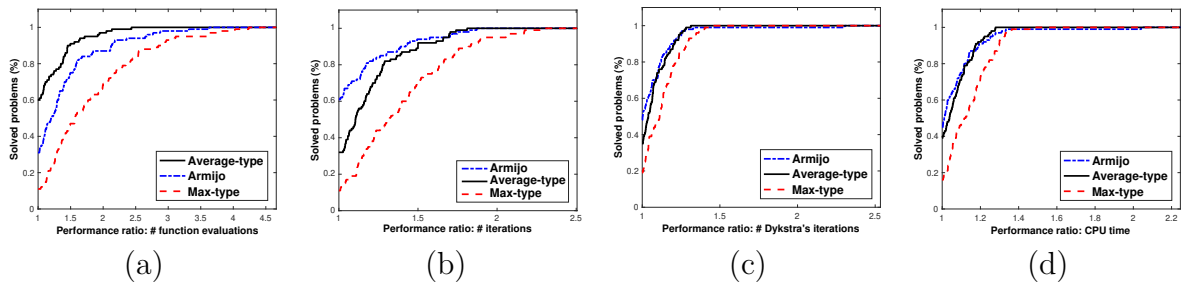 Solved problems (%)
1
0.8
0.6
0.4
0.2
0
1
1.5
2
2.5
3
3.5
4
4.5
Average-type
Armijo
Max-type
Performance ratio: # function evaluations
(a)
Solved problems (%)
1
0.8
0.6
0.4
0.2
0
1
1.5
2
2.5
Armijo
Average-type
Max-type
Performance ratio: # iterations
(b)
Solved problems (%)
1
0.8
0.6
0.4
0.2
0
1
1.5
2
2.5
Armijo
Average-type
Max-type
Performance ratio: # Dykstra's iterations
(c)
Solved problems (%)
1
0.8
0.6
0.4
0.2
0
1
1.2
1.4
1.6
1.8
2
2.2
Armijo
Average-type
Max-type
Performance ratio: CPU time
(d)